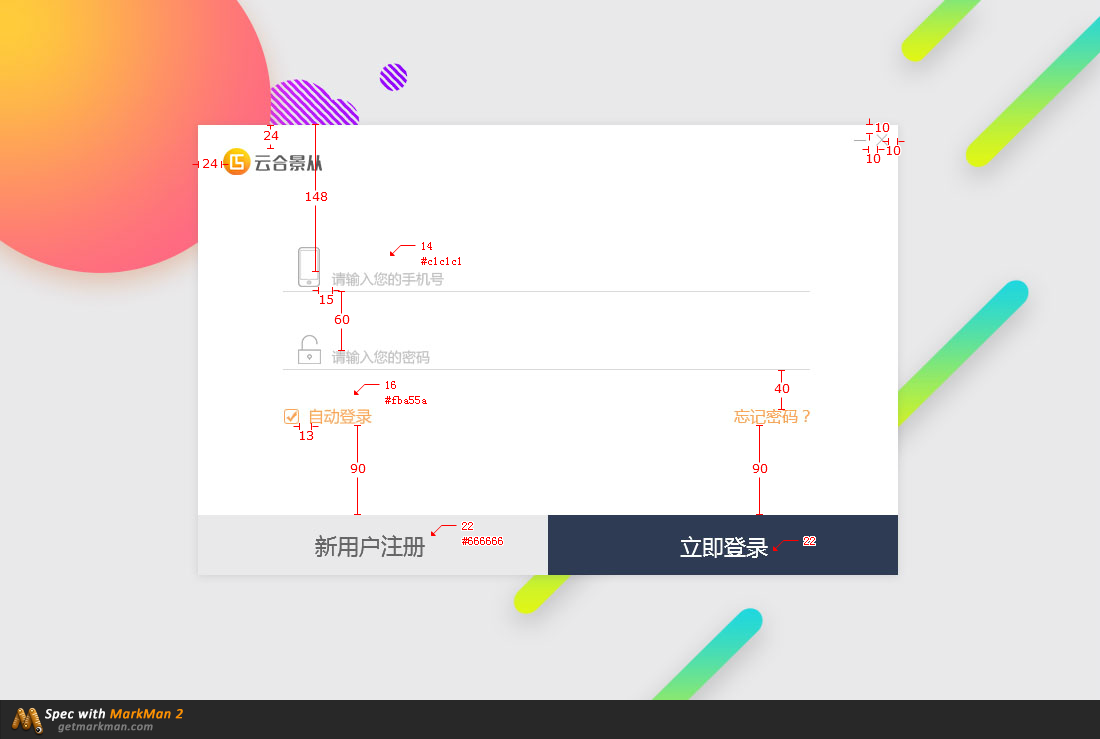 24
10
24
云合景从
10
10
148
14
#c1c1c1
请输入您的手机号
15
60
请输入您的密码
16
#fba55a
40
自动登录
忘记密码？
13
90
90
新用户注册
22
#666666
立即登录
22
Spec with MarkMan 2
getmarkman.com